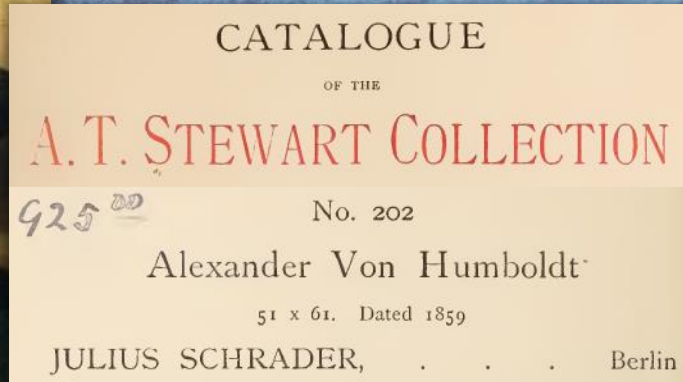 CATALOGUE
OF THE
A. T. STEWART COLLECTION
925 00
No. 202
Alexander Von Humboldt
51 x 61. Dated 1859
JULIUS SCHRADER, . . . Berlin